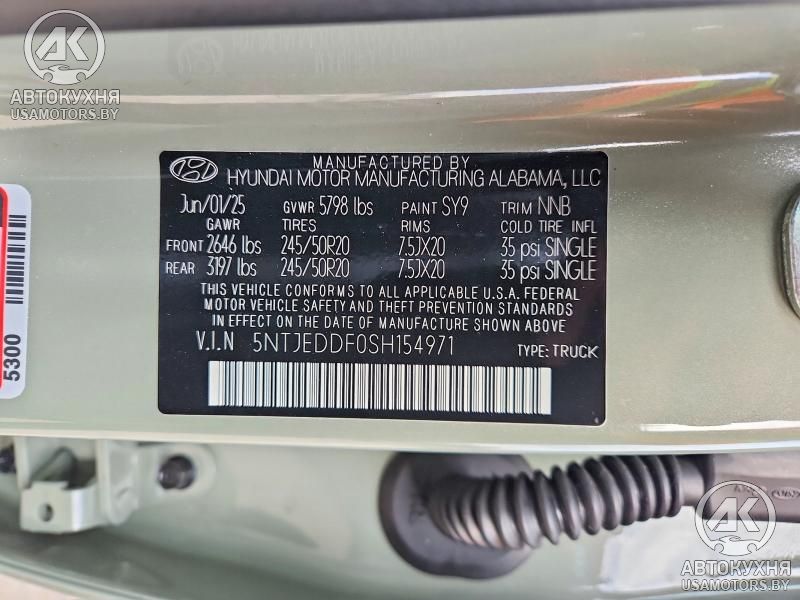 AK
АВТОКУХНЯ
USAMOTORS.BY
MANUFACTURED BY
HYUNDAI MOTOR MANUFACTURING ALABAMA, LLC
Jun/01/25 GVWR 5798 lbs PAINT SY9 TRIM NNB
GAWR TIRES RIMS COLD TIRE INFL
FRONT 2646 lbs 245/50R20 7.5JX20 35 psi SINGLE
REAR 3197 lbs 245/50R20 7.5JX20 35 psi SINGLE
THIS VEHICLE CONFORMS TO ALL APPLICABLE U.S.A. FEDERAL
MOTOR VEHICLE SAFETY AND THEFT PREVENTION STANDARDS
IN EFFECT ON THE DATE OF MANUFACTURE SHOWN ABOVE.
V.I.N 5NTJEDDF0SH154971 TYPE: TRUCK
5300
AK
АВТОКУХНЯ
USAMOTORS.BY